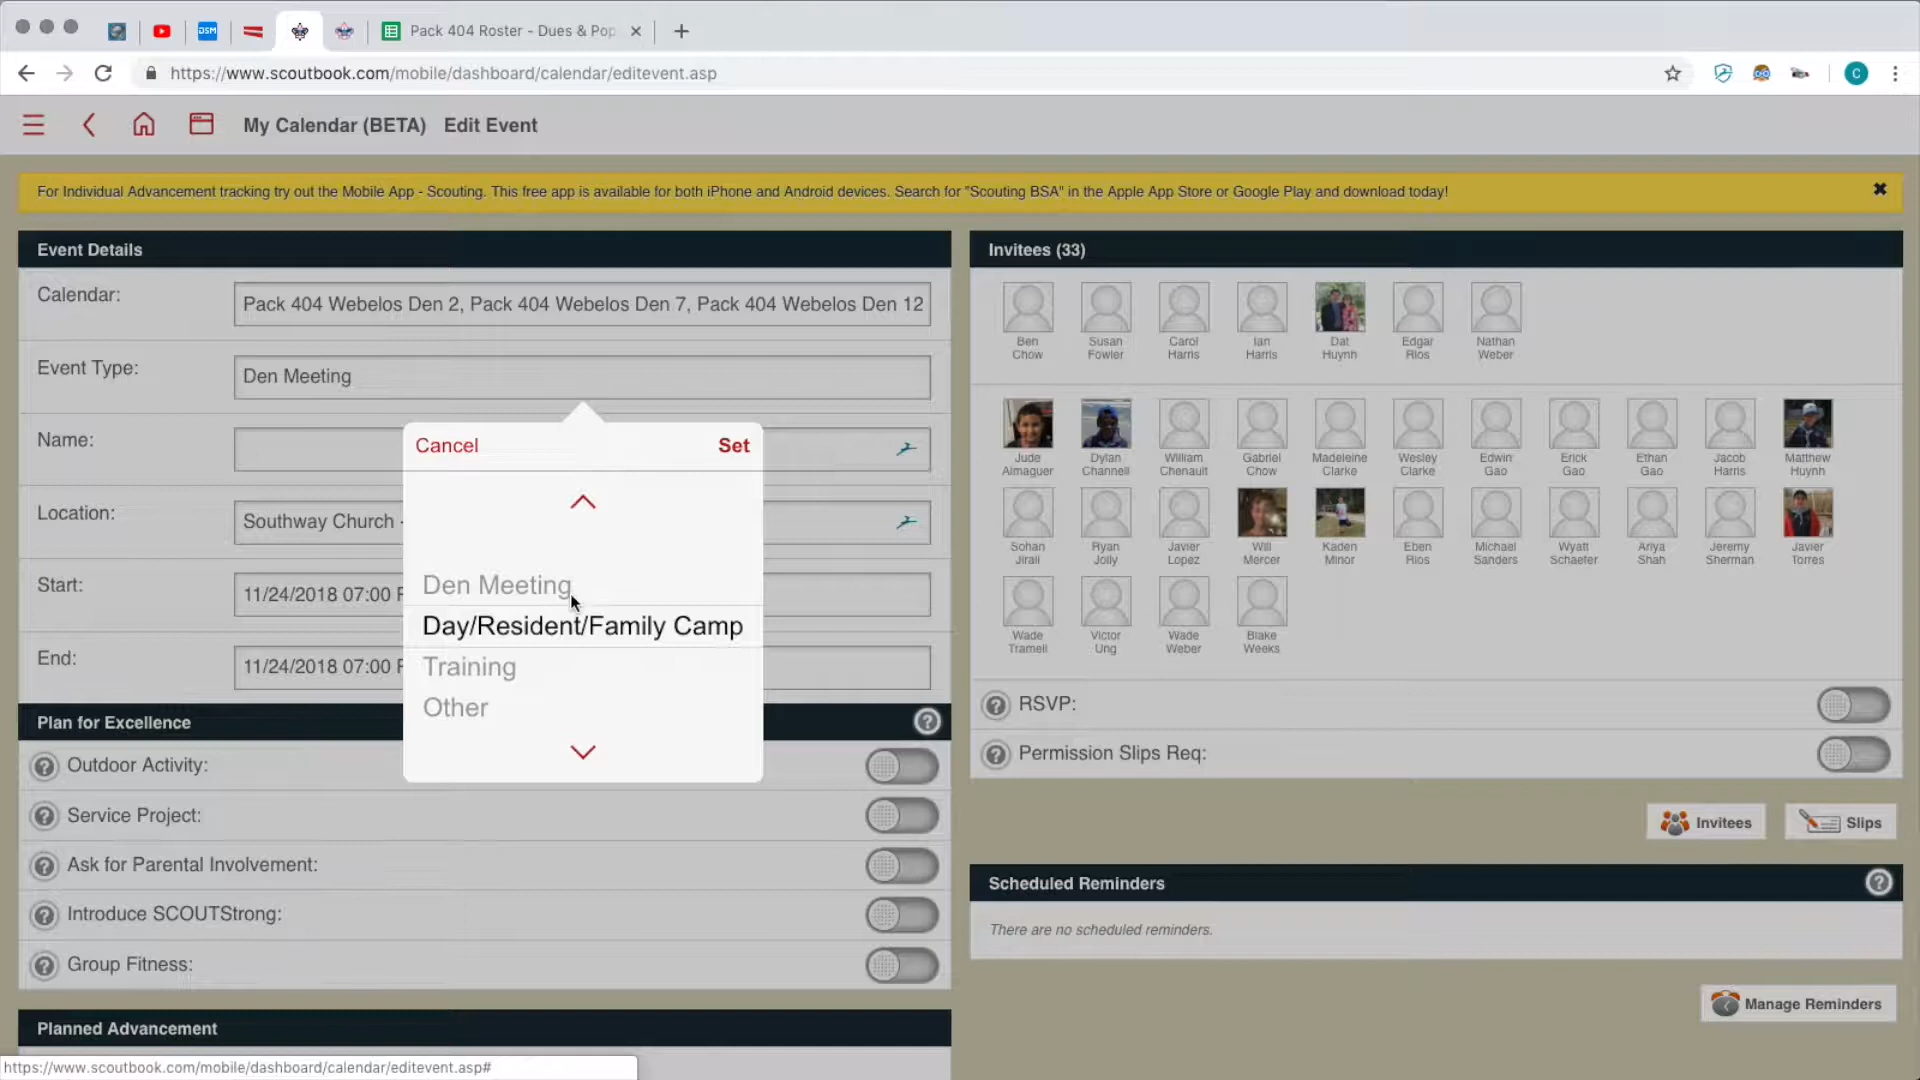 DSM
Pack 404 Roster - Dues & Pop
https://www.scoutbook.com/mobile/dashboard/calendar/editevent.asp
C
My Calendar (BETA) Edit Event
For Individual Advancement tracking try out the Mobile App - Scouting. This free app is available for both iPhone and Android devices. Search for "Scouting BSA" in the Apple App Store or Google Play and download today!
Event Details
Calendar:
Pack 404 Webelos Den 2, Pack 404 Webelos Den 7, Pack 404 Webelos Den 12
Event Type:
Den Meeting
Name:
Location:
Southway Church -
Start:
11/24/2018 07:00 P
End:
11/24/2018 07:00 P
Cancel Set
Den Meeting
Day/Resident/Family Camp
Training
Other
Plan for Excellence ?
? Outdoor Activity:
? Service Project:
? Ask for Parental Involvement:
? Introduce SCOUTStrong:
? Group Fitness:
Planned Advancement
https://www.scoutbook.com/mobile/dashboard/calendar/editevent.asp#
Invitees (33)
Ben Susan Carol Ian Dat Edgar Nathan
Chow Fowler Harris Harris Huynh Rios Weber
Jude Dylan William Gabriel Madeleine Wesley Edwin Erick Ethan Jacob Matthew
Almaguer Channell Chenault Chow Clarke Clarke Gao Gao Gao Harris Huynh
Sohan Ryan Javier Will Kaden Eben Michael Wyatt Ariya Jeremy Javier
Jirali Jolly Lopez Mercer Minor Rios Sanders Schaefer Shah Sherman Torres
Wade Victor Wade Blake
Tramell Ung Weber Weeks
? RSVP:
? Permission Slips Req:
Invitees Slips
Scheduled Reminders ?
There are no scheduled reminders.
Manage Reminders